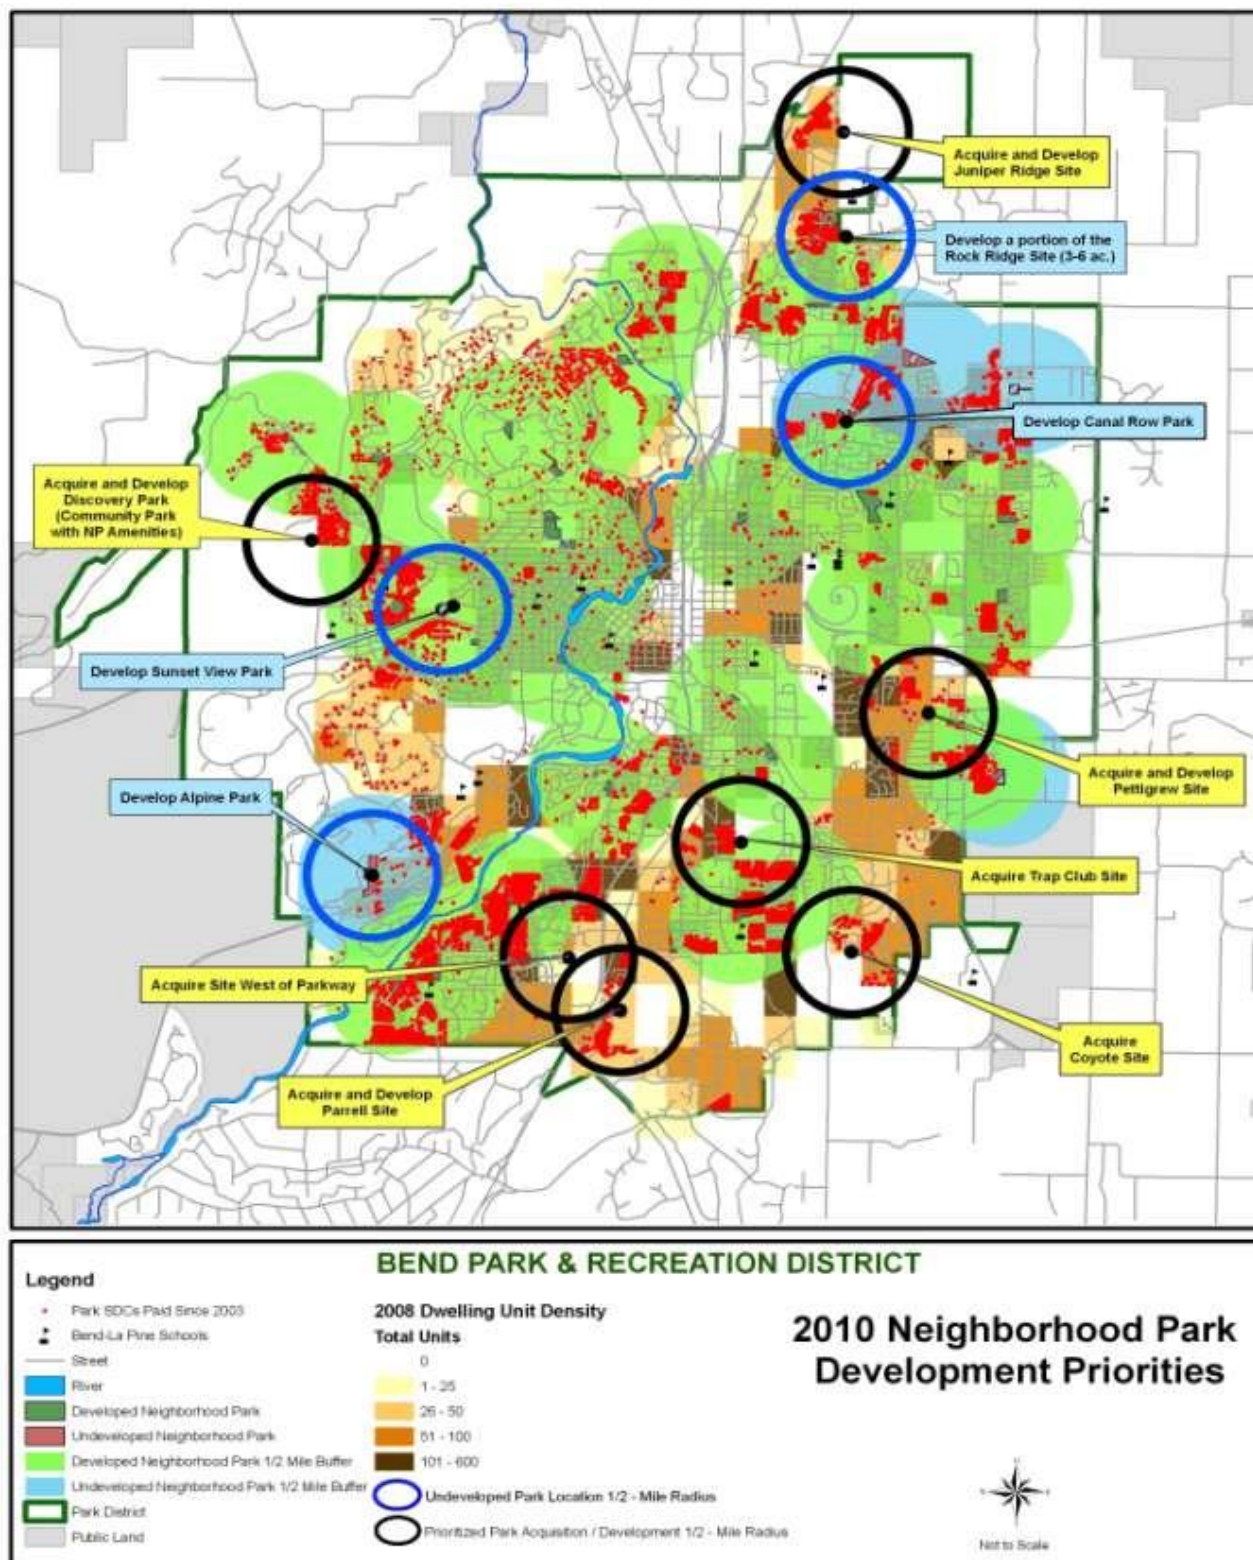 Acquire and Develop
Juniper Ridge Site
Develop a portion of the
Rock Ridge Site (3-6 ac.)
Develop Canal Row Park
Acquire and Develop
Discovery Park
(Community Park
with NP Amenities)
Develop Sunset View Park
Acquire and Develop
Pettigrew Site
Develop Alpine Park
Acquire Trap Club Site
Acquire Site West of Parkway
Acquire
Coyote Site
Acquire and Develop
Parrell Site
BEND PARK & RECREATION DISTRICT
Legend
Park SDCs Paid Since 2003
Bend-La Pine Schools
Street
River
Developed Neighborhood Park
Undeveloped Neighborhood Park
Developed Neighborhood Park 1/2 Mile Buffer
Undeveloped Neighborhood Park 1/2 Mile Buffer
Park District
Public Land
2008 Dwelling Unit Density
Total Units
0
1 - 25
26 - 50
51 - 100
101 - 600
Undeveloped Park Location 1/2 - Mile Radius
Prioritized Park Acquisition / Development 1/2 - Mile Radius
2010 Neighborhood Park
Development Priorities
Not to Scale